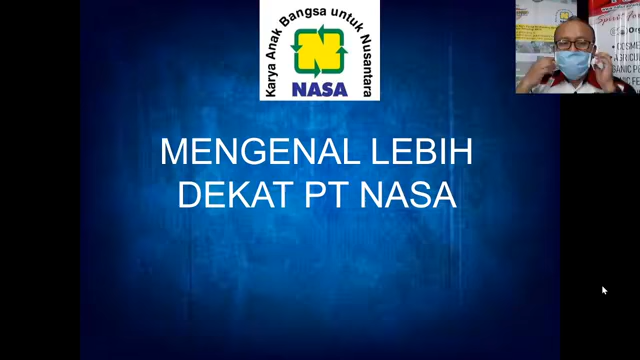 Karya Anak Bangsa untuk Nusantara
N
NASA
MENGENAL LEBIH
DEKAT PT NASA